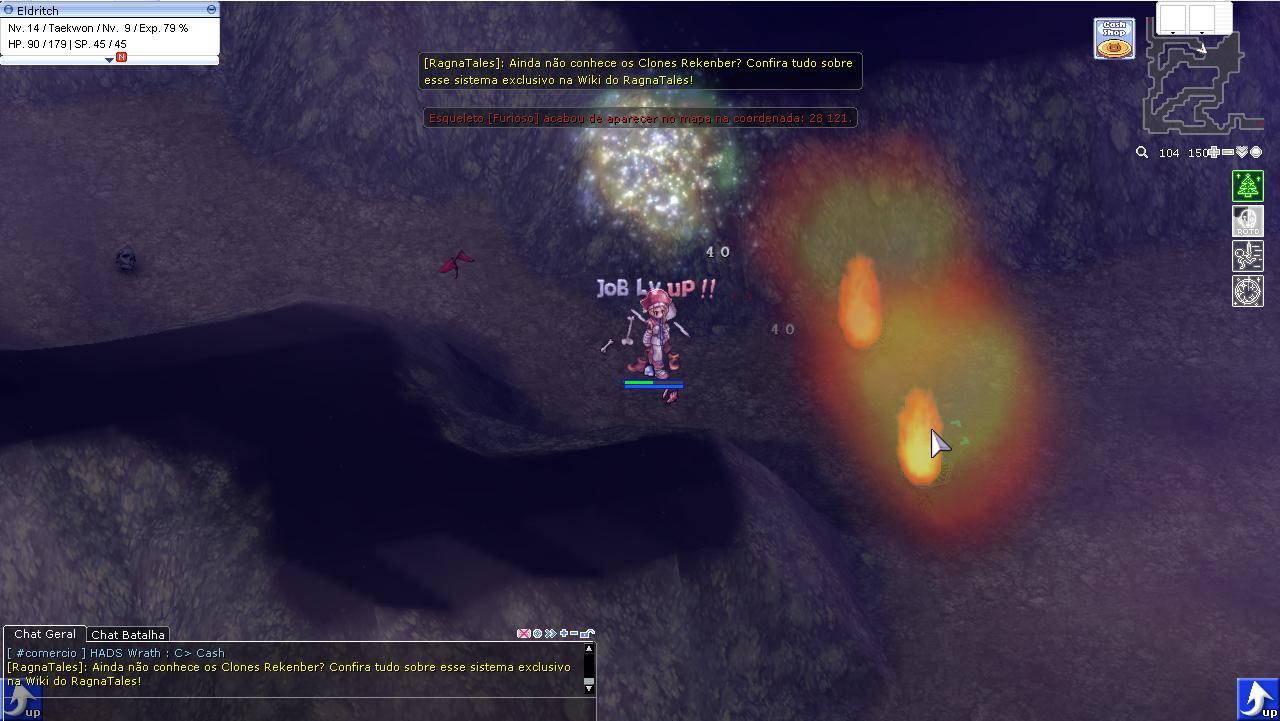 Eldritch
Nv. 14 / Taekwon / Nv. 9 / Exp. 79 %
HP. 90 / 179 | SP. 45 / 45
N
Cash
Shop
[RagnaTales]: Ainda não conhece os Clones Rekenber? Confira tudo sobre
esse sistema exclusivo na Wiki do RagnaTales!
Esqueleto [Furioso] acabou de aparecer no mapa na coordenada: 28 121.
104 150
ROTD
40
JoB Lv uP !!
40
Chat Geral
Chat Batalha
[ #comercio ] HADS Wrath : C> Cash
[RagnaTales]: Ainda não conhece os Clones Rekenber? Confira tudo sobre esse sistema exclusivo
na Wiki do RagnaTales!
up
up